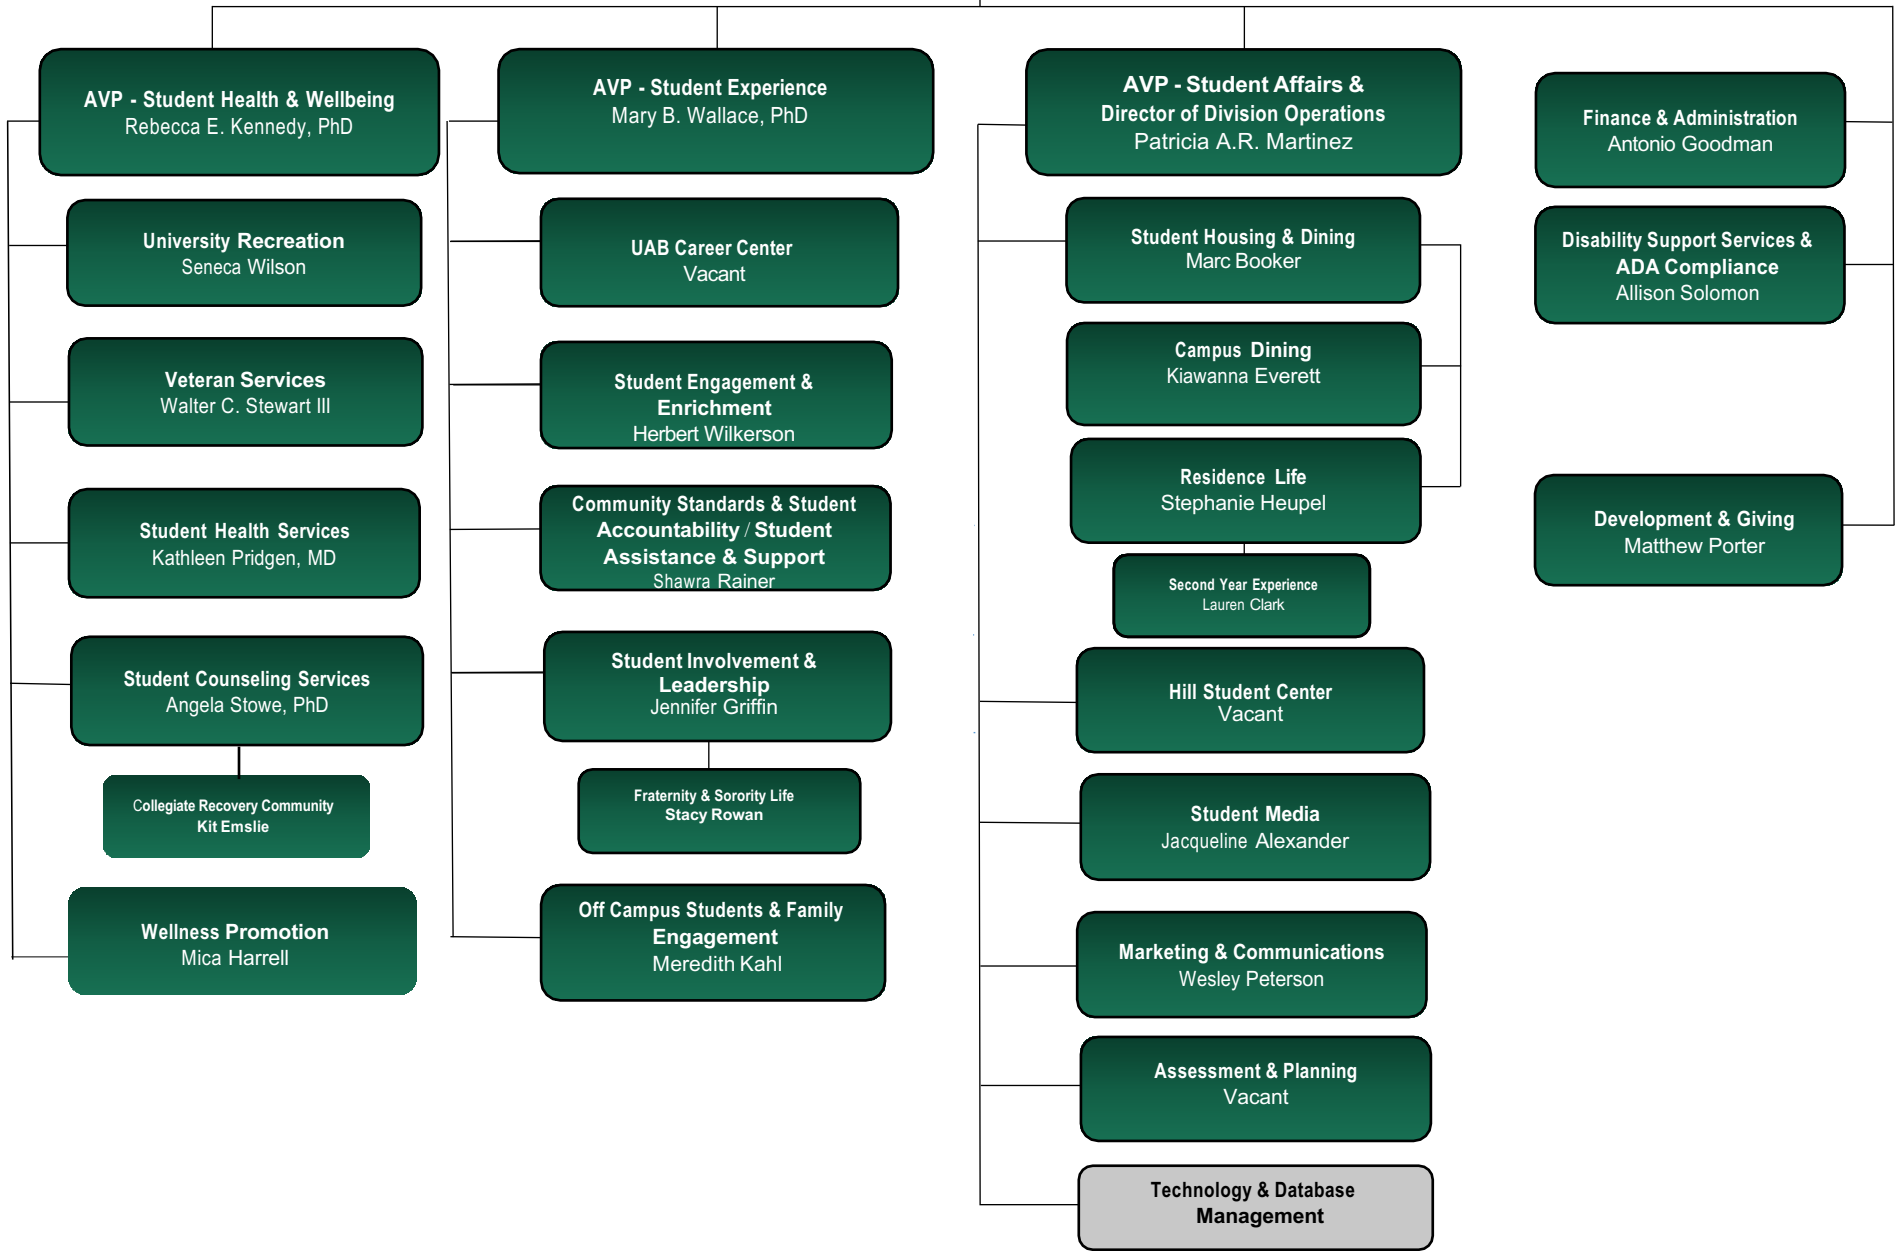 AVP - Student Health & Wellbeing
Rebecca E. Kennedy, PhD
University Recreation
Seneca Wilson
Veteran Services
Walter C. Stewart III
Student Health Services
Kathleen Pridgen, MD
Student Counseling Services
Angela Stowe, PhD
Collegiate Recovery Community
Kit Emslie
Wellness Promotion
Mica Harrell
AVP - Student Experience
Mary B. Wallace, PhD
UAB Career Center
Vacant
Student Engagement &
Enrichment
Herbert Wilkerson
Community Standards & Student
Accountability / Student
Assistance & Support
Shawra Rainer
Student Involvement &
Leadership
Jennifer Griffin
Fraternity & Sorority Life
Stacy Rowan
Off Campus Students & Family
Engagement
Meredith Kahl
AVP - Student Affairs &
Director of Division Operations
Patricia A.R. Martinez
Student Housing & Dining
Marc Booker
Campus Dining
Kiawanna Everett
Residence Life
Stephanie Heupel
Second Year Experience
Lauren Clark
Hill Student Center
Vacant
Student Media
Jacqueline Alexander
Marketing & Communications
Wesley Peterson
Assessment & Planning
Vacant
Technology & Database
Management
Finance & Administration
Antonio Goodman
Disability Support Services &
ADA Compliance
Allison Solomon
Development & Giving
Matthew Porter